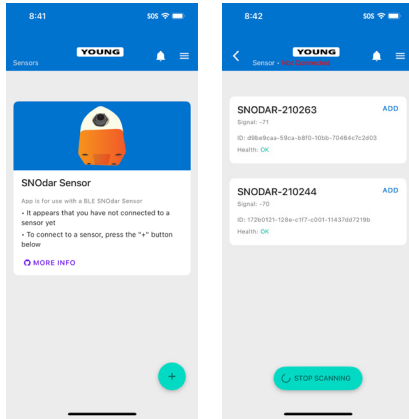 8:41
SOS
YOUNG
Sensors
SNOdar Sensor
App is for use with a BLE SNOdar Sensor
• It appears that you have not connected to a
sensor yet
• To connect to a sensor, press the "+" button
below
MORE INFO
+
8:42
SOS
YOUNG
Sensor - Not Connected
SNODAR-210263
ADD
Signal: -71
ID: d9be9caa-59ca-b8f0-10bb-70464c7c2d03
Health: OK
SNODAR-210244
ADD
Signal: -70
ID: 172b0121-128e-c1f7-c001-11437dd7219b
Health: OK
STOP SCANNING